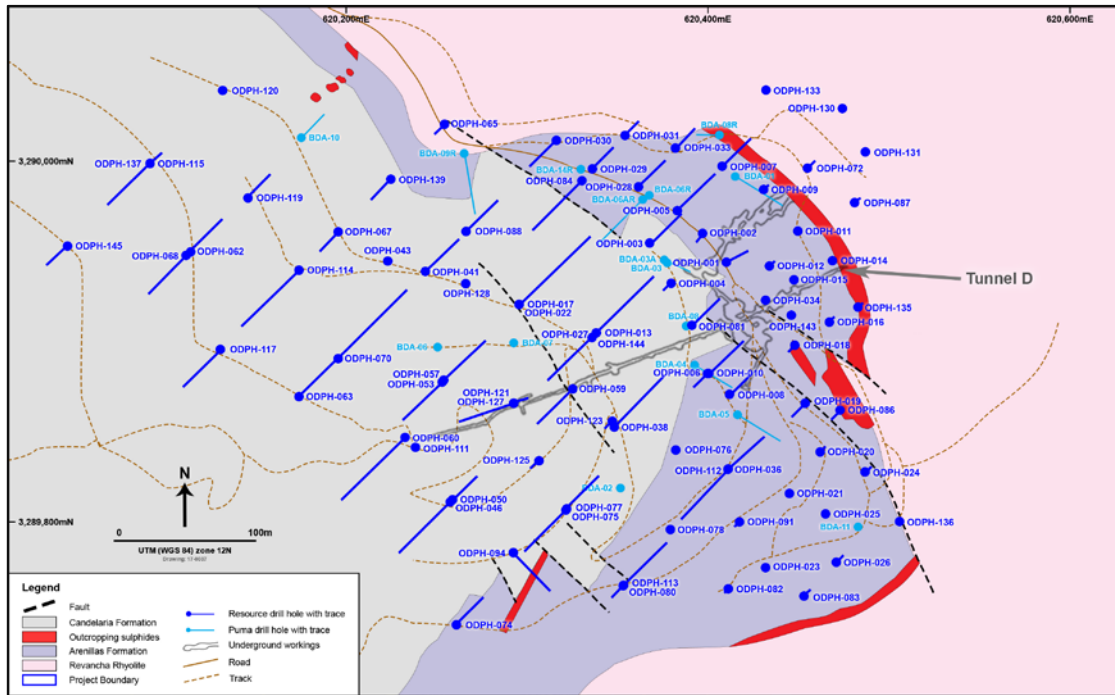 620,200mE
620,400mE
620,600mE
ODPH-120
ODPH-133
ODPH-130
ODPH-065
BDA-08R
ODPH-031
BDA-10
ODPH-030
ODPH-033
ODPH-131
3,290,000mN
ODPH-137
ODPH-115
BDA-09R
ODPH-007
ODPH-072
BDA-14R
ODPH-029
ODPH-139
ODPH-084
ODPH-028
BDA-06R
ODPH-009
ODPH-119
BDA-06AR
ODPH-087
ODPH-005
ODPH-067
ODPH-088
ODPH-002
ODPH-011
ODPH-145
ODPH-003
ODPH-062
ODPH-068
ODPH-043
BDA-03A
BDA-03
ODPH-001
ODPH-012
ODPH-014
ODPH-114
ODPH-041
Tunnel D
ODPH-128
ODPH-004
ODPH-015
ODPH-017
ODPH-022
ODPH-034
ODPH-135
ODPH-143
ODPH-016
ODPH-081
ODPH-027
ODPH-013
ODPH-144
BDA-06
BDA-07
ODPH-018
ODPH-117
ODPH-070
BDA-04
ODPH-006
ODPH-010
ODPH-057
ODPH-053
ODPH-059
ODPH-063
ODPH-121
ODPH-127
ODPH-008
ODPH-019
ODPH-086
BDA-05
ODPH-123
ODPH-038
ODPH-060
ODPH-111
ODPH-076
ODPH-020
ODPH-125
ODPH-112
ODPH-036
ODPH-024
N
BDA-02
ODPH-021
ODPH-050
ODPH-046
ODPH-077
ODPH-075
ODPH-025
3,289,800mN
ODPH-091
ODPH-136
BDA-11
ODPH-078
0
100m
UTM (WGS 84) zone 12N
ODPH-094
ODPH-026
ODPH-023
ODPH-113
ODPH-080
ODPH-082
ODPH-083
ODPH-074
Legend
Fault
Candelaria Formation
Outcropping sulphides
Arenillas Formation
Revancha Rhyolite
Project Boundary
Resource drill hole with trace
Puma drill hole with trace
Underground workings
Road
Track